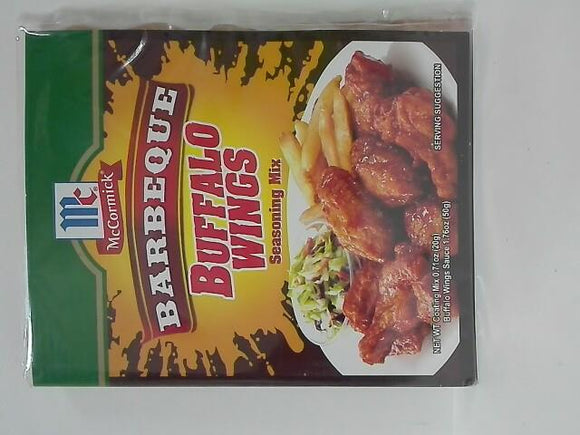 Mc
McCormick®
BARBEQUE
BUFFALO
WINGS
Seasoning Mix
SERVING SUGGESTION
NET WT Coating Mix 0.71oz (20g)
Buffalo Wings Sauce 1.76oz (50g)